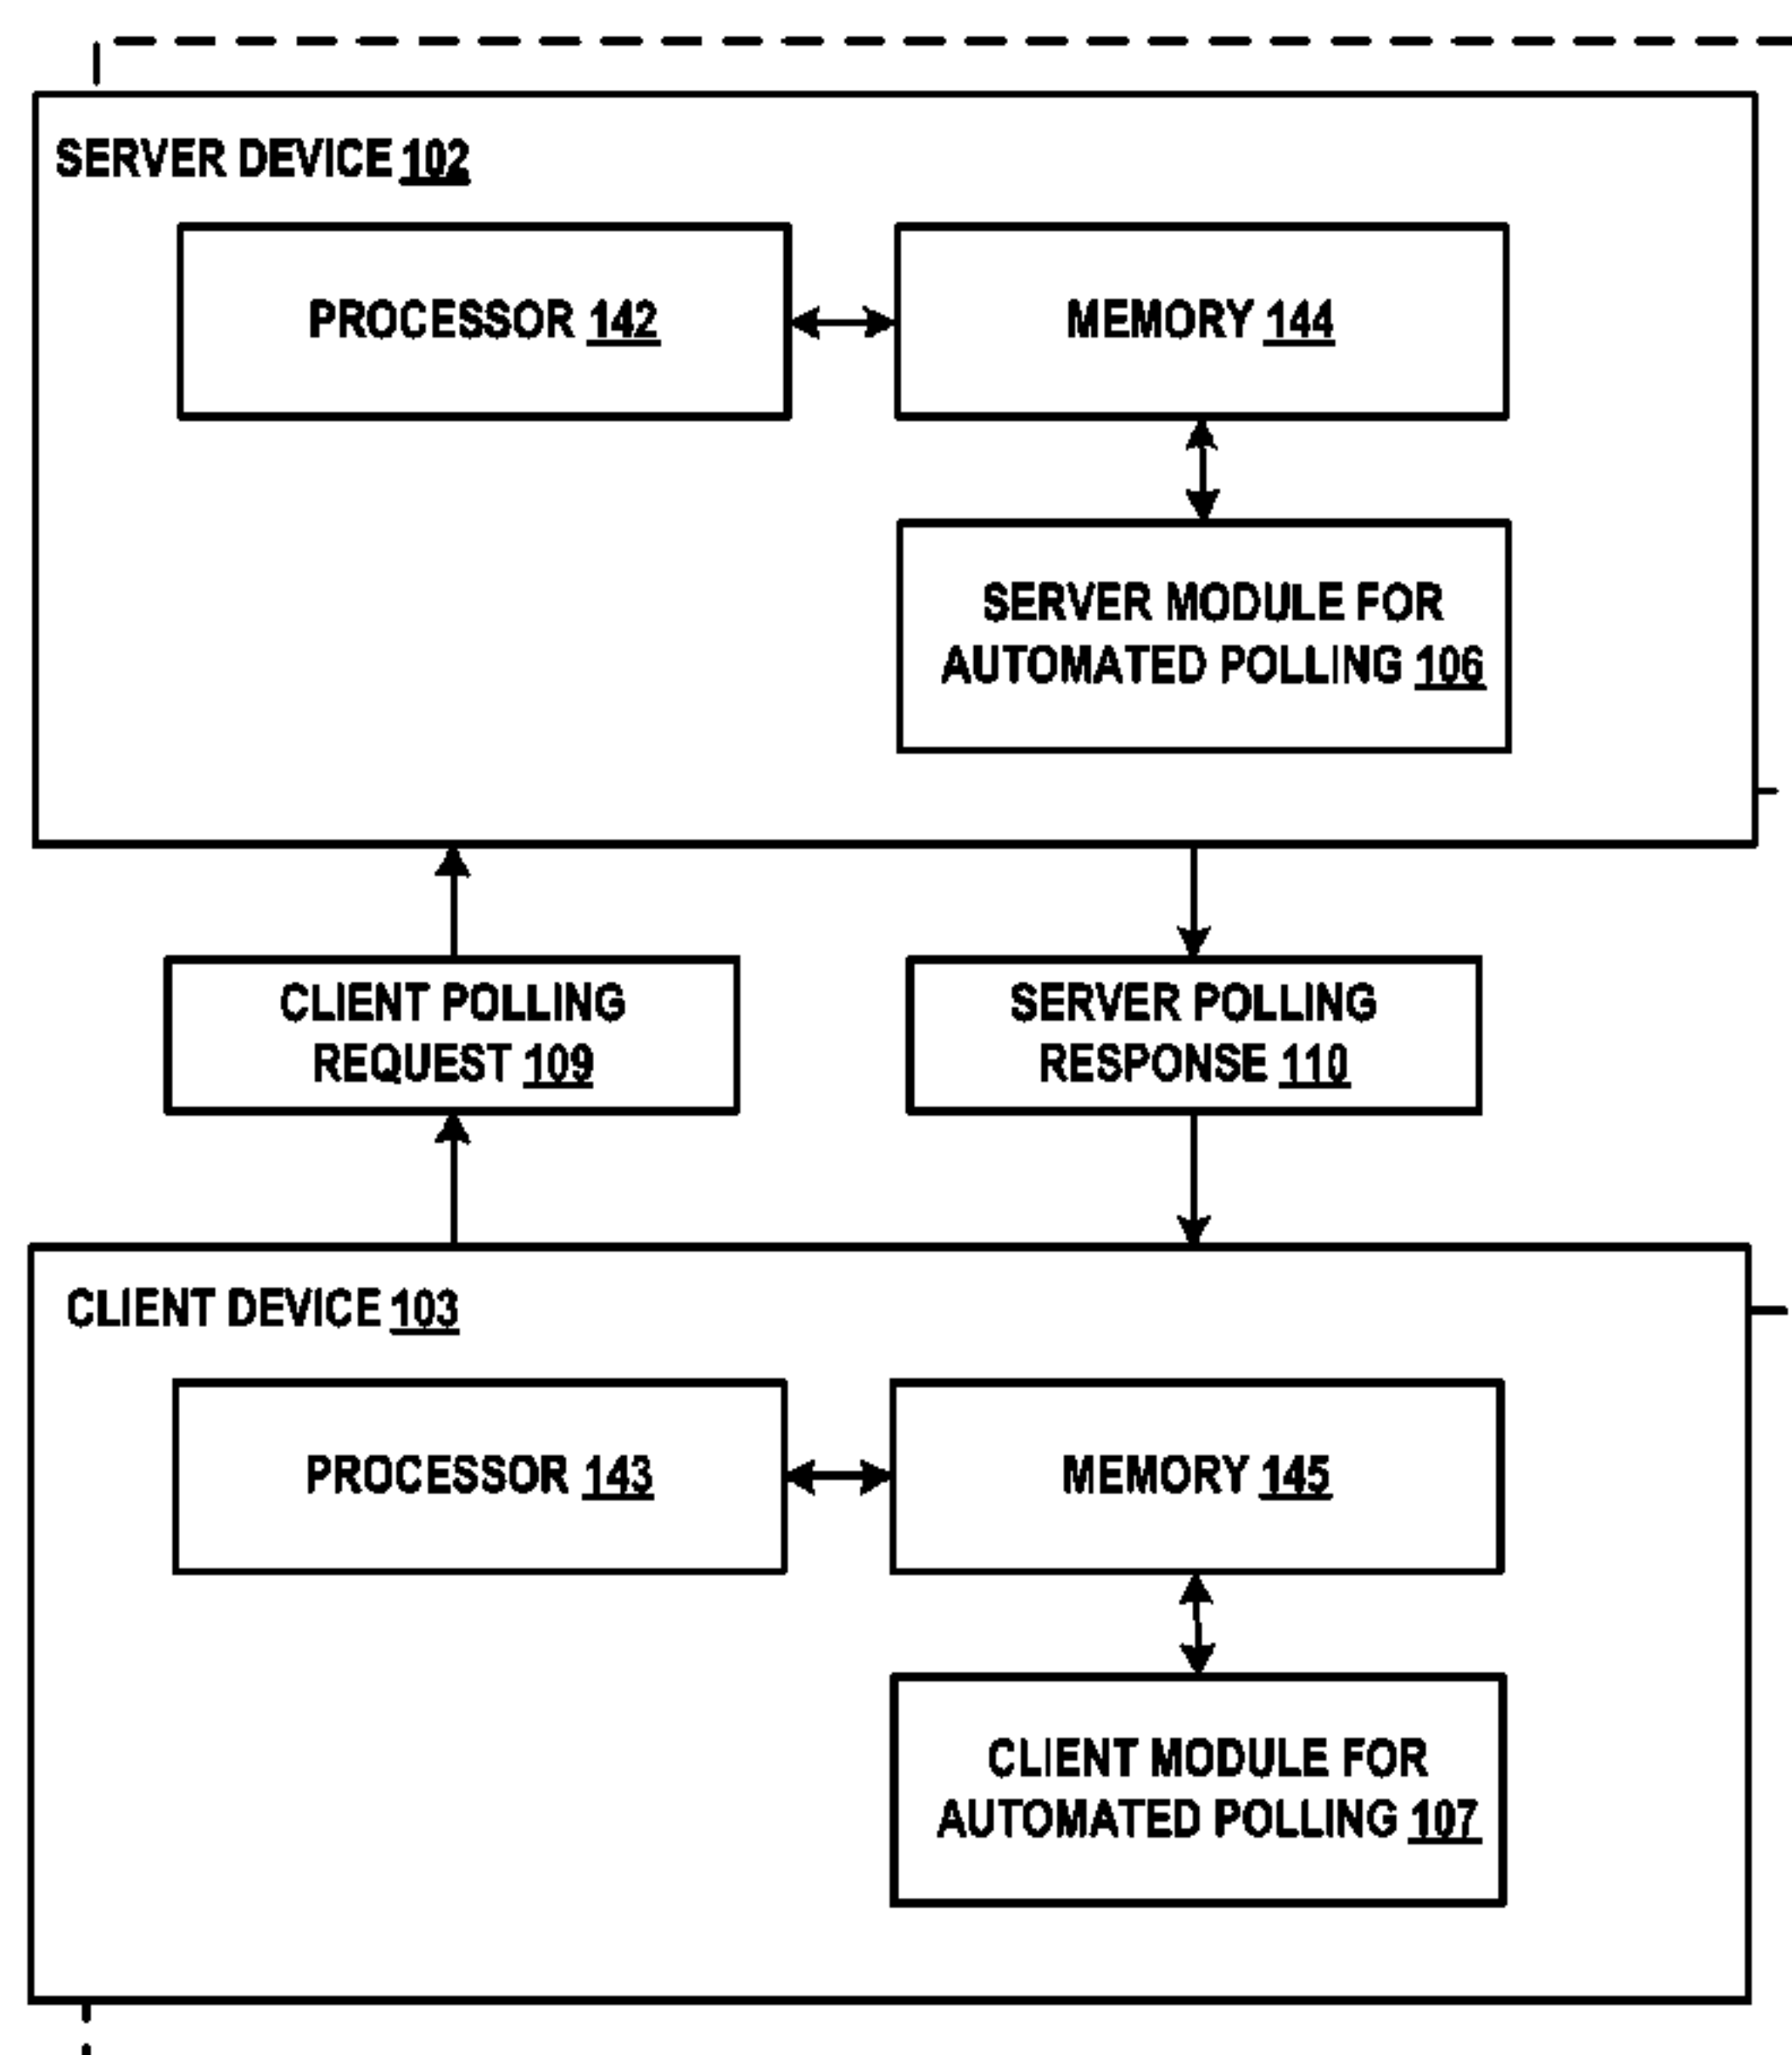 SERVER DEVICE 102
PROCESSOR 142
MEMORY 144
SERVER MODULE FOR
AUTOMATED POLLING 106
CLIENT POLLING
REQUEST 109
SERVER POLLING
RESPONSE 110
CLIENT DEVICE 103
PROCESSOR 143
MEMORY 145
CLIENT MODULE FOR
AUTOMATED POLLING 107